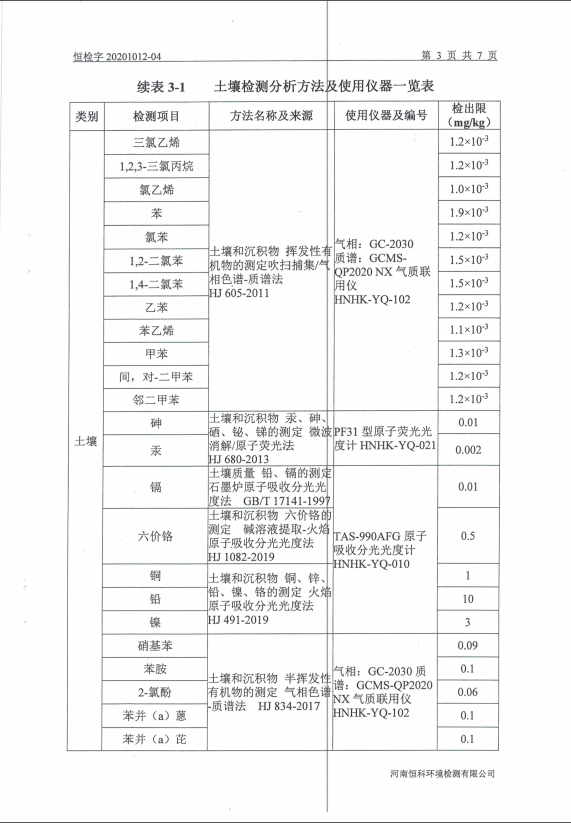 恒检字 20201012-04
第 3 页 共 7 页
续表 3-1 土壤检测分析方法及使用仪器一览表
类别 检测项目 方法名称及来源 使用仪器及编号 检出限
（mg/kg）
土壤
三氯乙烯 1.2×10⁻³
1,2,3-三氯丙烷 1.2×10⁻³
氯乙烯 1.0×10⁻³
苯 1.9×10⁻³
氯苯 1.2×10⁻³
1,2-二氯苯 1.5×10⁻³
1,4-二氯苯 1.5×10⁻³
乙苯 1.2×10⁻³
苯乙烯 1.1×10⁻³
甲苯 1.3×10⁻³
间，对-二甲苯 1.2×10⁻³
邻二甲苯 1.2×10⁻³
土壤和沉积物 挥发性有
机物的测定吹扫捕集/气
相色谱-质谱法
HJ 605-2011
气相：GC-2030
质谱：GCMS-
QP2020 NX 气质联
用仪
HNHK-YQ-102
砷 0.01
汞 0.002
土壤和沉积物 汞、砷、
硒、铋、锑的测定 微波
消解/原子荧光法
HJ 680-2013
PF31 型原子荧光光
度计 HNHK-YQ-021
镉 0.01
土壤质量 铅、镉的测定
石墨炉原子吸收分光光
度法 GB/T 17141-1997
六价铬 0.5
土壤和沉积物 六价铬的
测定 碱溶液提取-火焰
原子吸收分光光度法
HJ 1082-2019
TAS-990AFG 原子
吸收分光光度计
HNHK-YQ-010
铜 1
铅 10
镍 3
土壤和沉积物 铜、锌、
铅、镍、铬的测定 火焰
原子吸收分光光度法
HJ 491-2019
硝基苯 0.09
苯胺 0.1
2-氯酚 0.06
苯并（a）蒽 0.1
苯并（a）芘 0.1
土壤和沉积物 半挥发性
有机物的测定 气相色谱
-质谱法 HJ 834-2017
气相：GC-2030 质
谱：GCMS-QP2020
NX 气质联用仪
HNHK-YQ-102
河南恒科环境检测有限公司